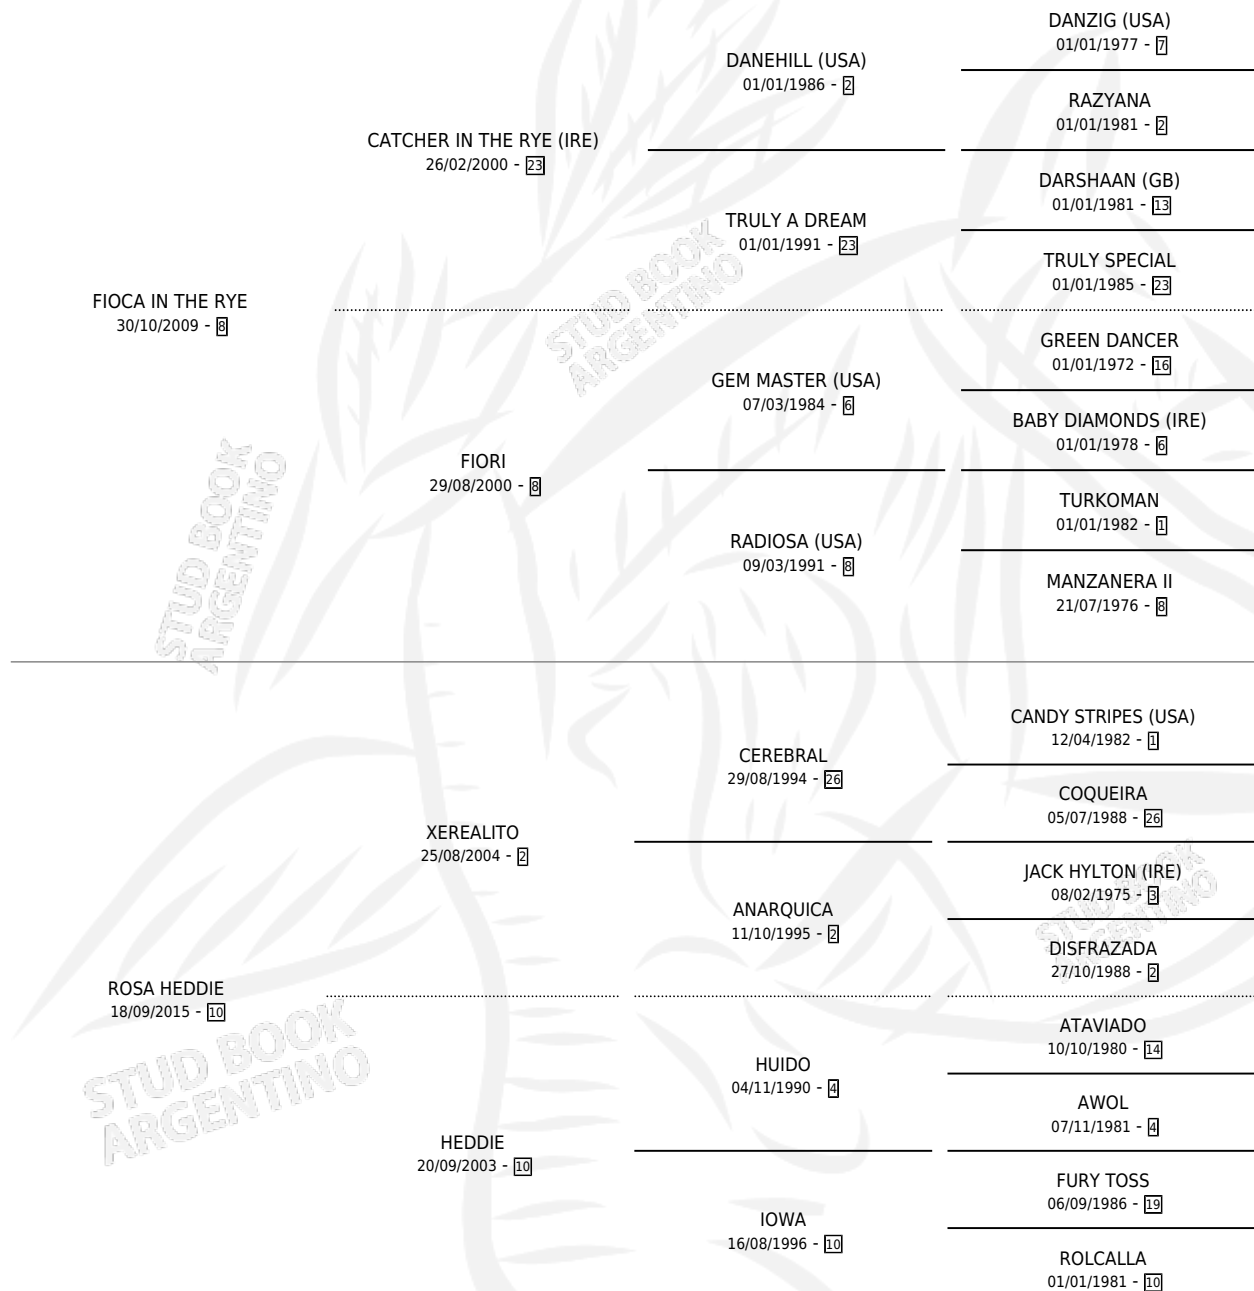 DANZIG (USA)
01/01/1977 - 7
DANEHILL (USA)
01/01/1986 - 2
RAZYANA
01/01/1981 - 2
CATCHER IN THE RYE (IRE)
26/02/2000 - 23
DARSHAAN (GB)
01/01/1981 - 13
TRULY A DREAM
01/01/1991 - 23
TRULY SPECIAL
01/01/1985 - 23
STUD BOOK
ARGENTINO
FIOCA IN THE RYE
30/10/2009 - 8
GREEN DANCER
01/01/1972 - 16
GEM MASTER (USA)
07/03/1984 - 6
BABY DIAMONDS (IRE)
01/01/1978 - 6
FIORI
29/08/2000 - 8
TURKOMAN
01/01/1982 - 1
RADIOSA (USA)
09/03/1991 - 8
MANZANERA II
21/07/1976 - 8
STUD BOOK
ARGENTINO
CANDY STRIPES (USA)
12/04/1982 - 1
CEREBRAL
29/08/1994 - 26
COQUEIRA
05/07/1988 - 26
XEREALITO
25/08/2004 - 2
JACK HYLTON (IRE)
08/02/1975 - 3
ANARQUICA
11/10/1995 - 2
DISFRAZADA
27/10/1988 - 2
STUD BOOK
ARGENTINO
ROSA HEDDIE
18/09/2015 - 10
ATAVIADO
10/10/1980 - 14
HUIDO
04/11/1990 - 4
AWOL
07/11/1981 - 4
STUD BOOK
ARGENTINO
HEDDIE
20/09/2003 - 10
FURY TOSS
06/09/1986 - 19
IOWA
16/08/1996 - 10
ROLCALLA
01/01/1981 - 10